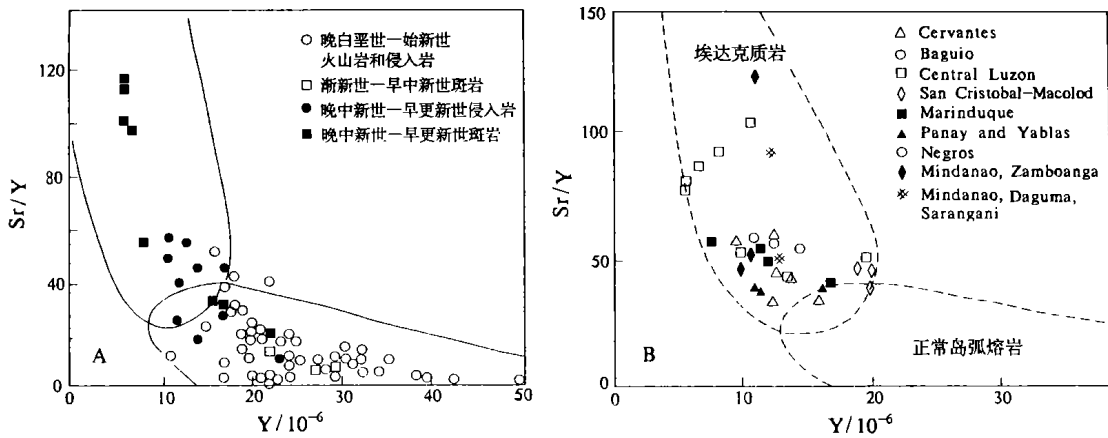 120
80
40
0
Sr/Y
0
10
20
30
40
50
Y/10⁻⁶
A
晚白垩世—始新世
火山岩和侵入岩
渐新世—早中新世斑岩
晚中新世—早更新世侵入岩
晚中新世—早更新世斑岩
150
100
50
0
Sr/Y
0
10
20
30
Y/10⁻⁶
B
埃达克质岩
正常岛弧熔岩
Cervantes
Baguio
Central Luzon
San Cristobal-Macolod
Marinduque
Panay and Yablas
Negros
Mindanao, Zamboanga
Mindanao, Daguma,
Sarangani